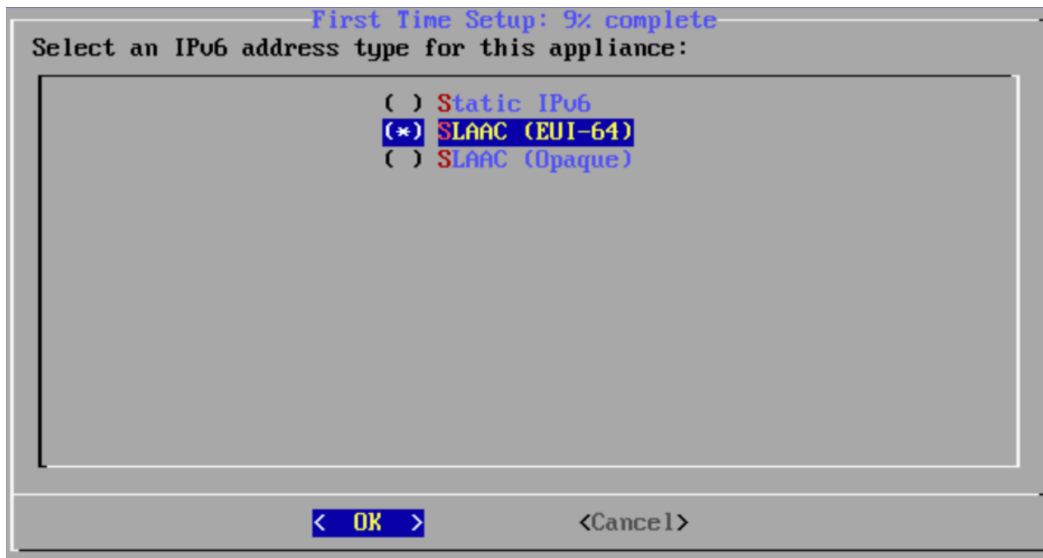 First Time Setup: 9% complete
Select an IPv6 address type for this appliance:
( ) Static IPv6
(*) SLAAC (EUI-64)
( ) SLAAC (Opaque)
< OK > <Cancel>